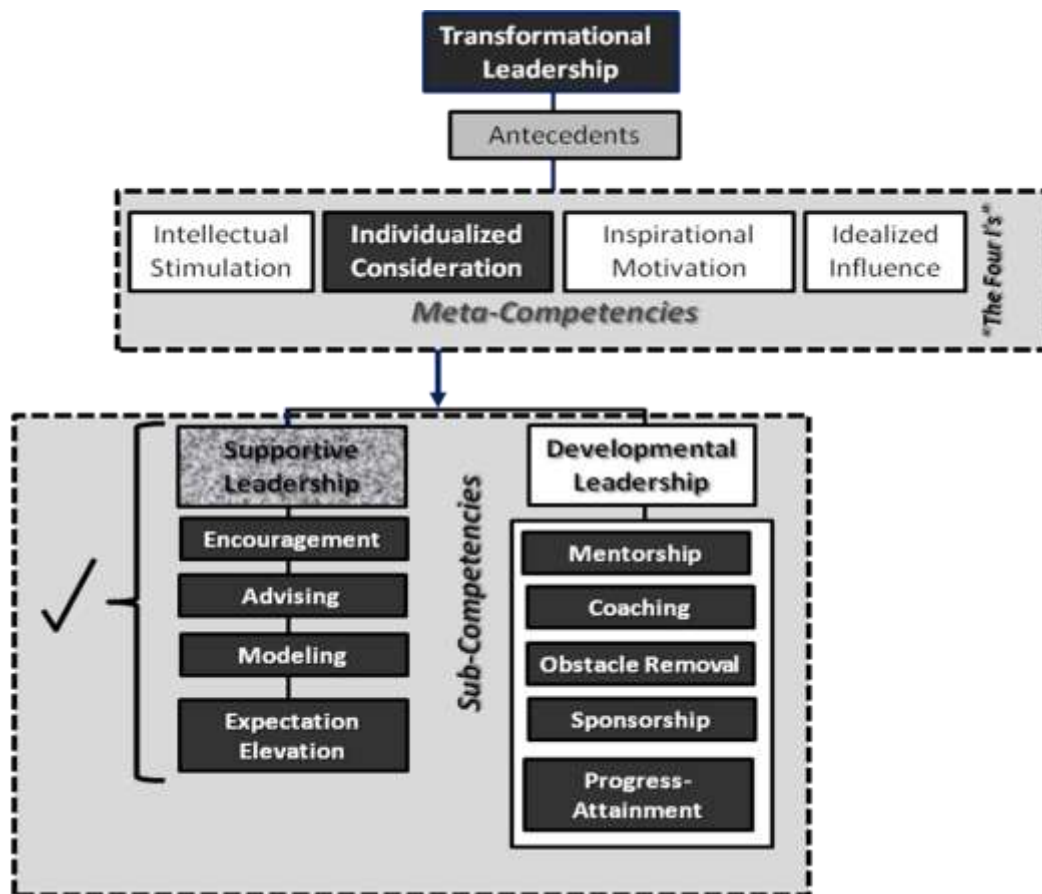 Transformational
Leadership
Antecedents
Intellectual
Stimulation
Individualized
Consideration
Inspirational
Motivation
Idealized
Influence
"The Four I's"
Meta-Competencies
Supportive
Leadership
Encouragement
Advising
Modeling
Expectation
Elevation
Sub-Competencies
Developmental
Leadership
Mentorship
Coaching
Obstacle Removal
Sponsorship
Progress-
Attainment